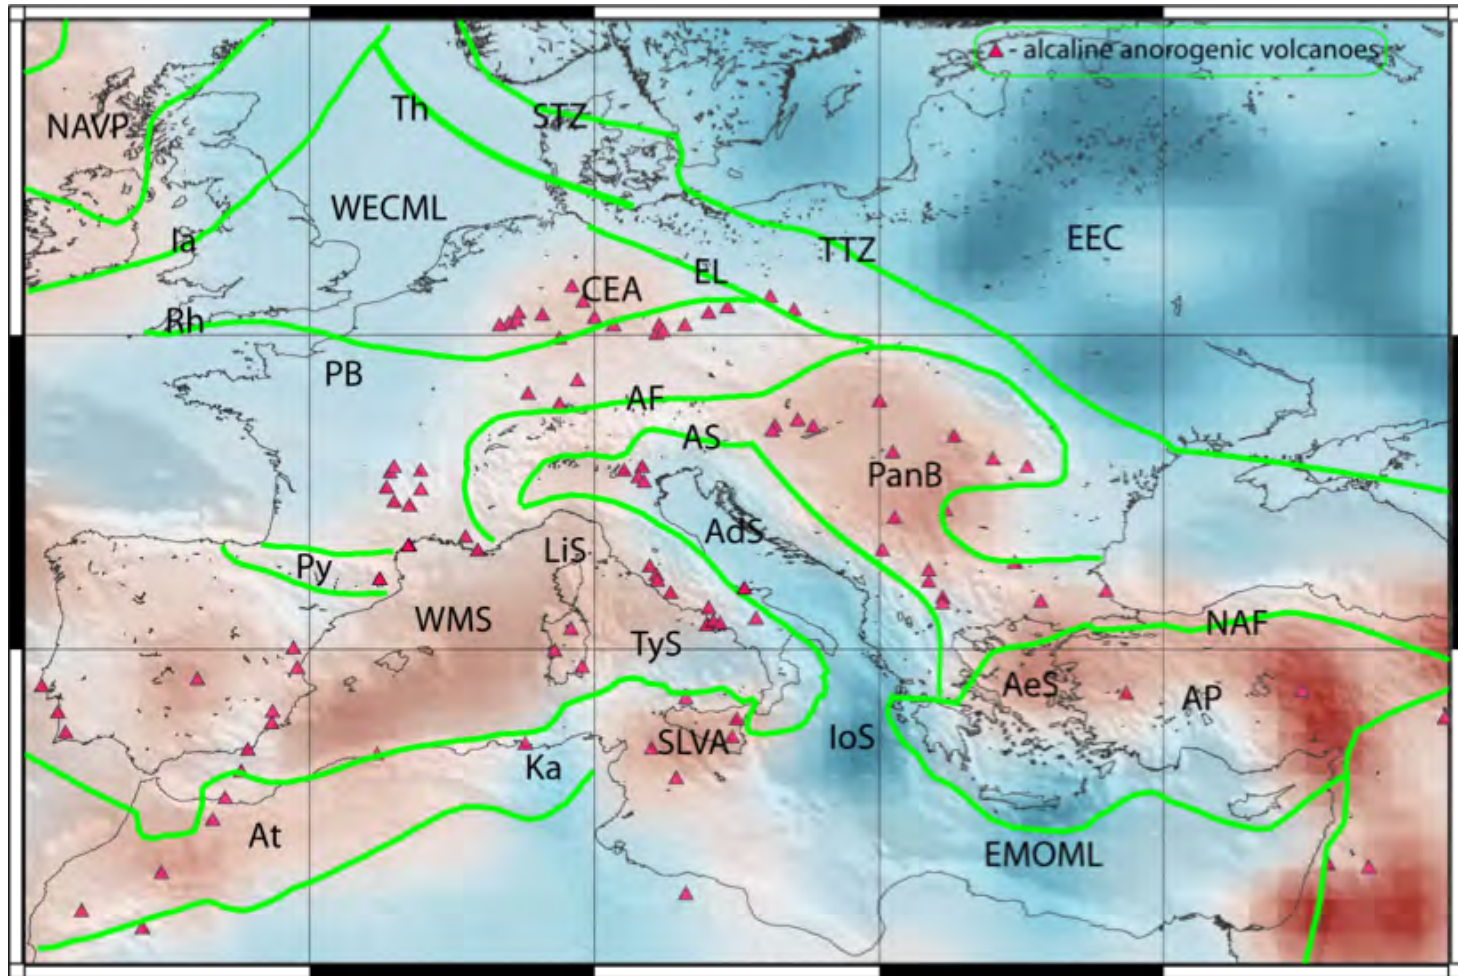 - alcaline anorogenic volcanoes
NAVP
Th
STZ
WECML
Ia
TTZ
EEC
EL
CEA
Rh
PB
AF
AS
PanB
AdS
LiS
Py
WMS
TyS
NAF
AeS
AP
SLVA
IoS
Ka
At
EMOML